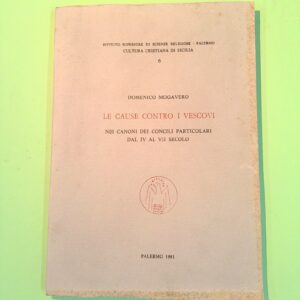 ISTITUTO SUPERIORE DI SCIENZE RELIGIOSE - PALERMO
CULTURA CRISTIANA DI SICILIA
6
DOMENICO MOGAVERO
LE CAUSE CONTRO I VESCOVI
NEI CANONI DEI CONCILI PARTICOLARI
DAL IV AL VII SECOLO
PALERMO 1981